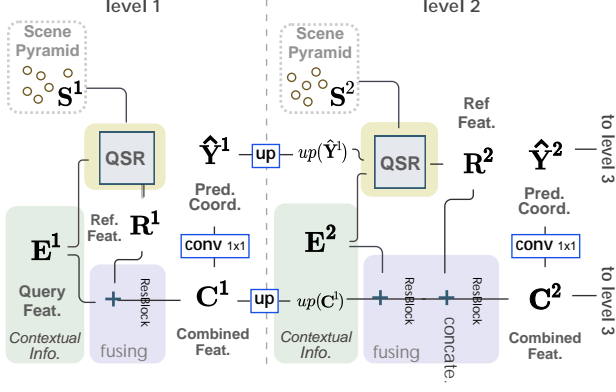 level 1
Scene
Pyramid
S¹
QSR
Ŷ¹
Pred.
Coord.
Ref.
Feat.
R¹
E¹
Query
Feat.
Contextual
Info.
+
ResBlock
fusing
conv 1x1
C¹
Combined
Feat.
up
up
level 2
Scene
Pyramid
S²
up(Ŷ¹)
QSR
Ref
Feat.
R²
Ŷ²
Pred.
Coord.
to level 3
E²
Contextual
Info.
up(C¹)
+
ResBlock
+
ResBlock
fusing
concate.
conv 1x1
C²
Combined
Feat.
to level 3